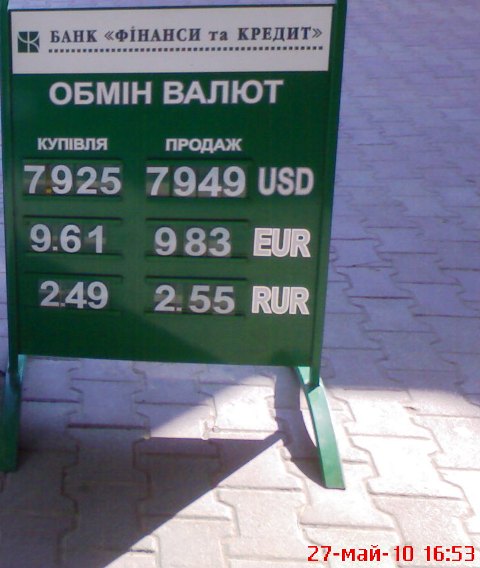 БАНК «ФІНАНСИ та КРЕДИТ»
ОБМІН ВАЛЮТ
КУПІВЛЯ ПРОДАЖ
7.925 7.949 USD
9.61 9.83 EUR
2.49 2.55 RUR
27-май-10 16:53